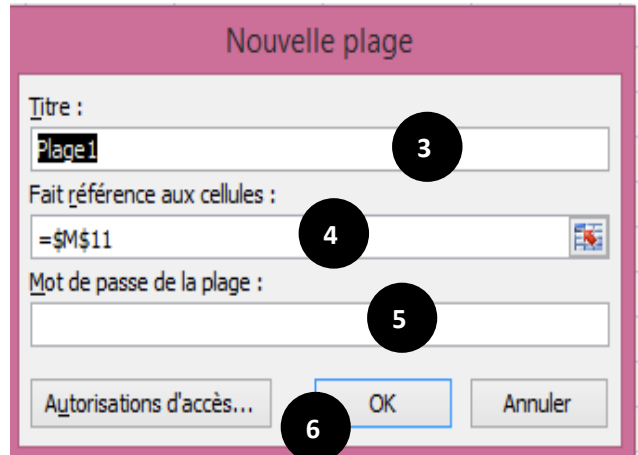 Nouvelle plage
Titre :
Plage1
3
Fait référence aux cellules :
=$M$11
4
Mot de passe de la plage :
5
Autorisations d'accès... OK Annuler
6